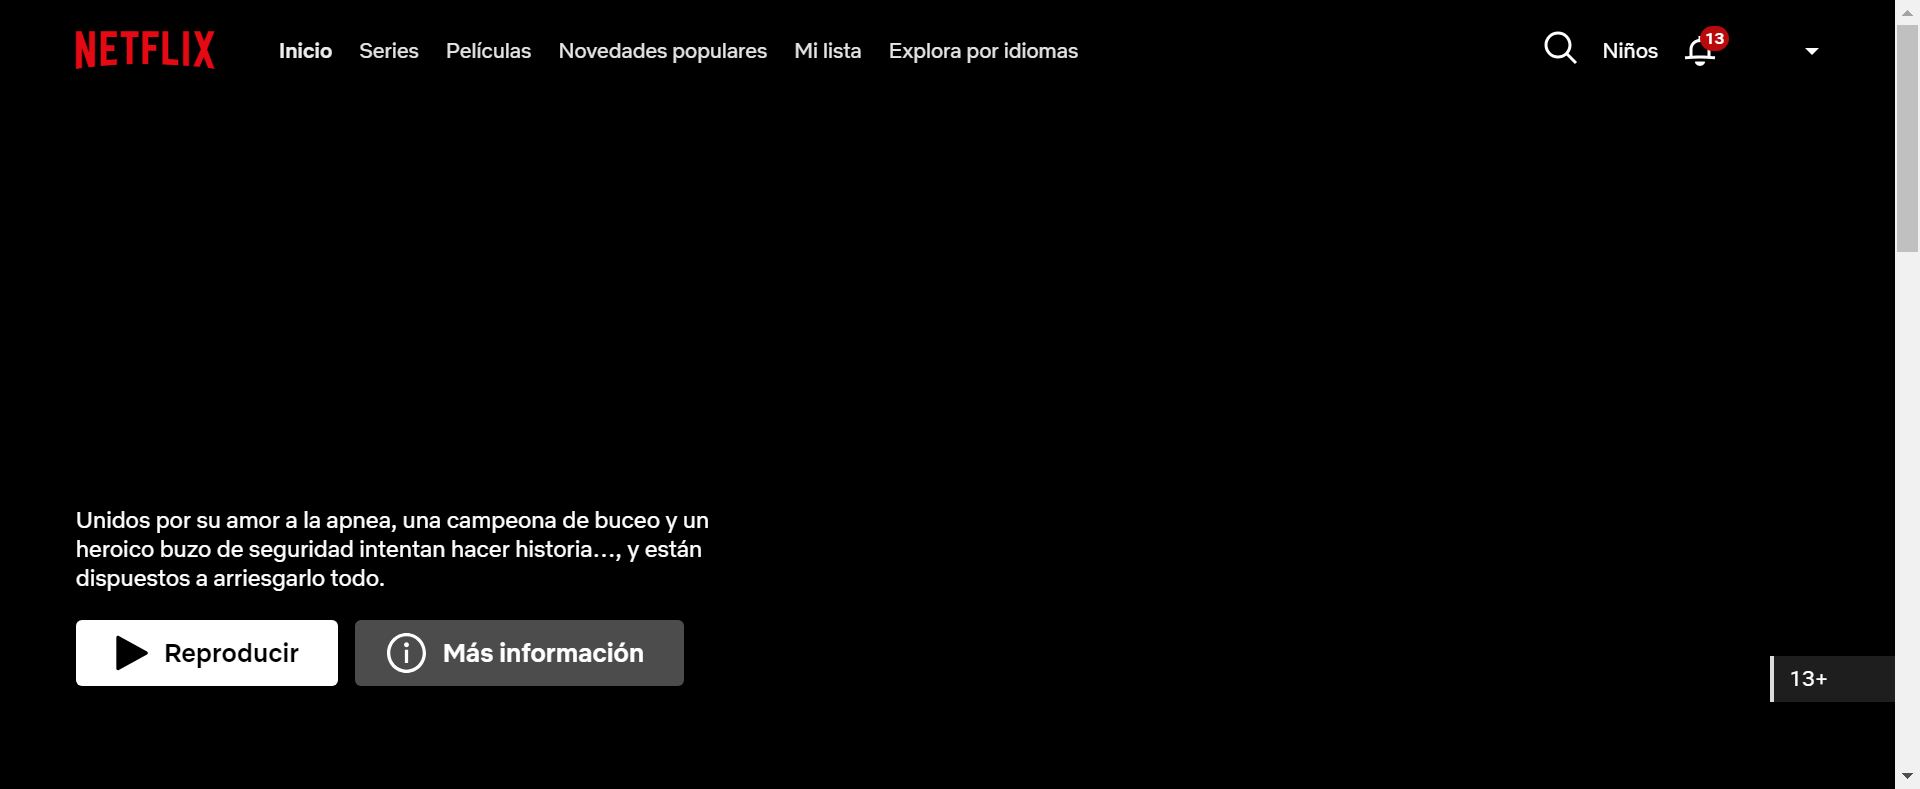 NETFLIX
Inicio
Series
Películas
Novedades populares
Mi lista
Explora por idiomas
Niños
13
Unidos por su amor a la apnea, una campeona de buceo y un
heroico buzo de seguridad intentan hacer historia..., y están
dispuestos a arriesgarlo todo.
Reproducir
Más información
13+